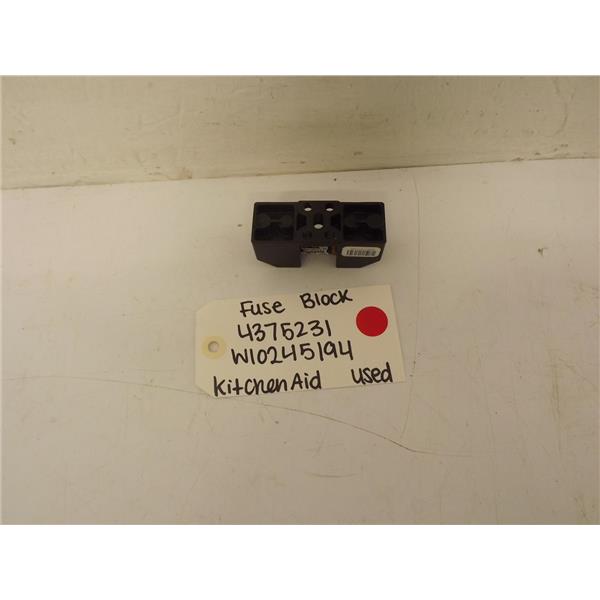 Fuse Block
4375231
W10245194
KitchenAid used